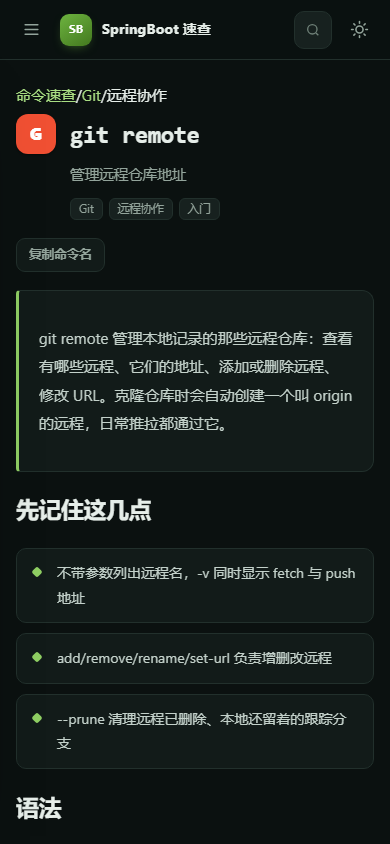 SB SpringBoot 速查
命令速查/Git/远程协作
G git remote
管理远程仓库地址
Git 远程协作 入门
复制命令名
git remote 管理本地记录的那些远程仓库：查看
有哪些远程、它们的地址、添加或删除远程、
修改 URL。克隆仓库时会自动创建一个叫 origin
的远程，日常推拉都通过它。
先记住这几点
不带参数列出远程名，-v 同时显示 fetch 与 push
地址
add/remove/rename/set-url 负责增删改远程
--prune 清理远程已删除、本地还留着的跟踪分
支
语法